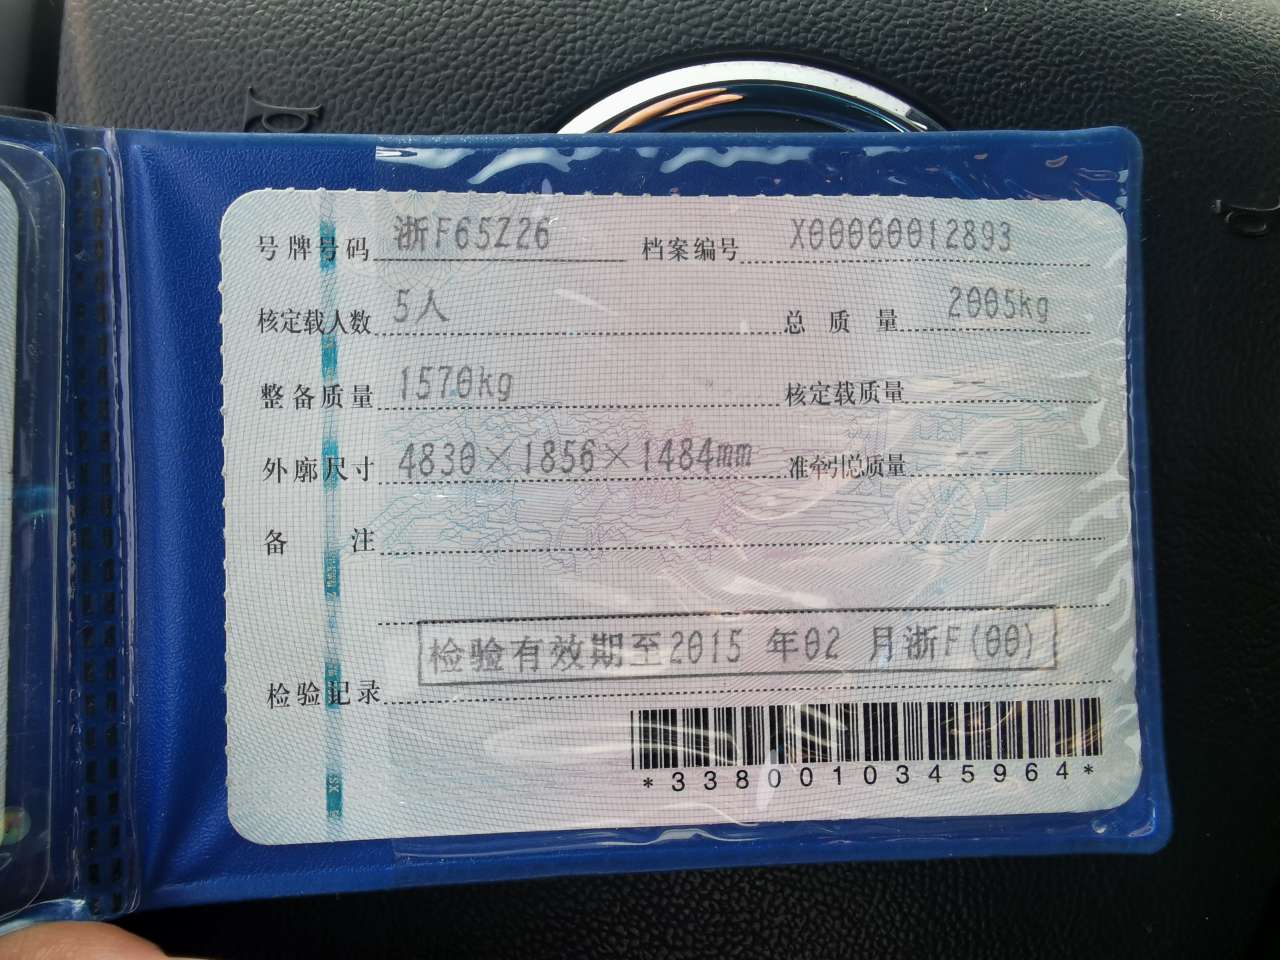 号牌号码 浙F65Z26 档案编号 X00060012893
核定载人数 5人 总质量 2005kg
整备质量 1570kg 核定载质量 --
外廓尺寸 4830×1856×1484mm 准牵引总质量 --
备注
检验有效期至2015 年02 月浙F(00)
检验记录
*3380010345964*